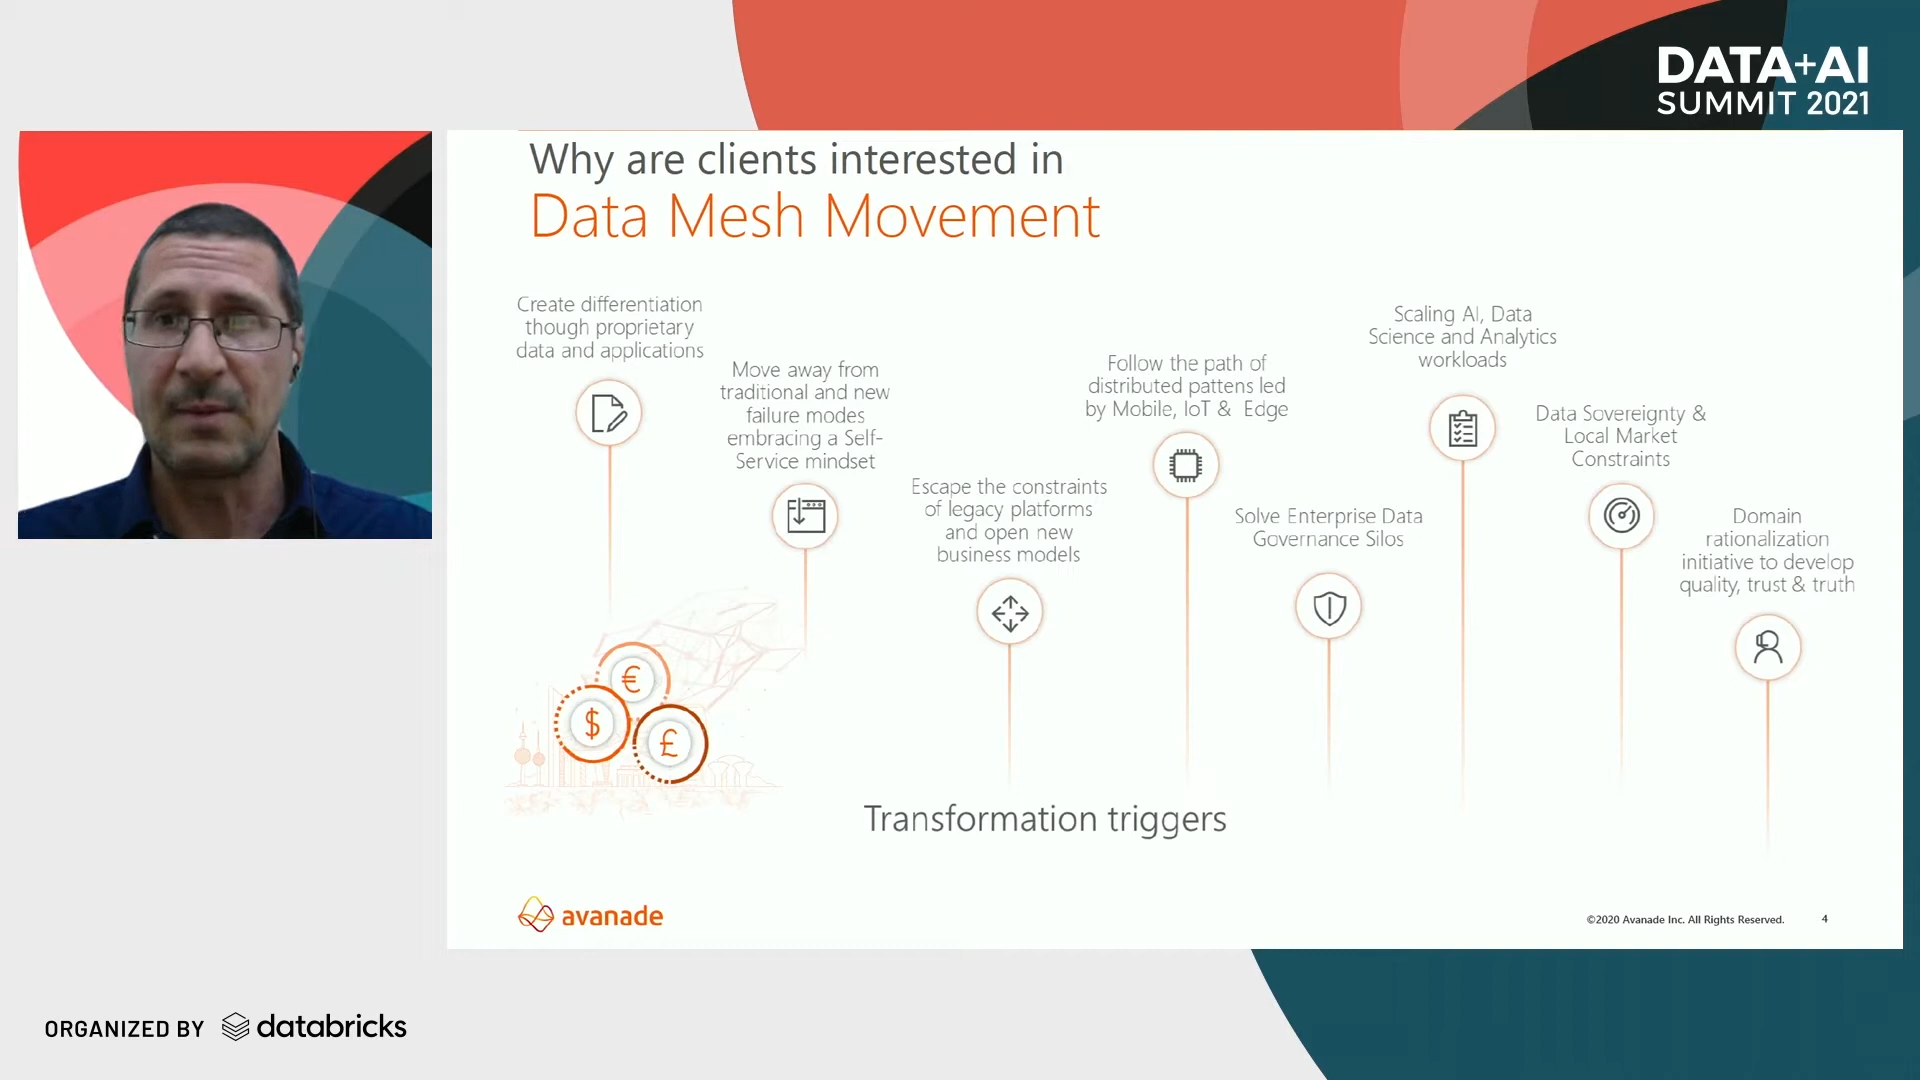 DATA+AI
SUMMIT 2021
Why are clients interested in
Data Mesh Movement
Create differentiation
though proprietary
data and applications
Move away from
traditional and new
failure modes
embracing a Self-
Service mindset
Escape the constraints
of legacy platforms
and open new
business models
Follow the path of
distributed pattens led
by Mobile, IoT & Edge
Solve Enterprise Data
Governance Silos
Scaling AI, Data
Science and Analytics
workloads
Data Sovereignty &
Local Market
Constraints
Domain
rationalization
initiative to develop
quality, trust & truth
€
$
£
Transformation triggers
avanade
©2020 Avanade Inc. All Rights Reserved.
4
ORGANIZED BY databricks